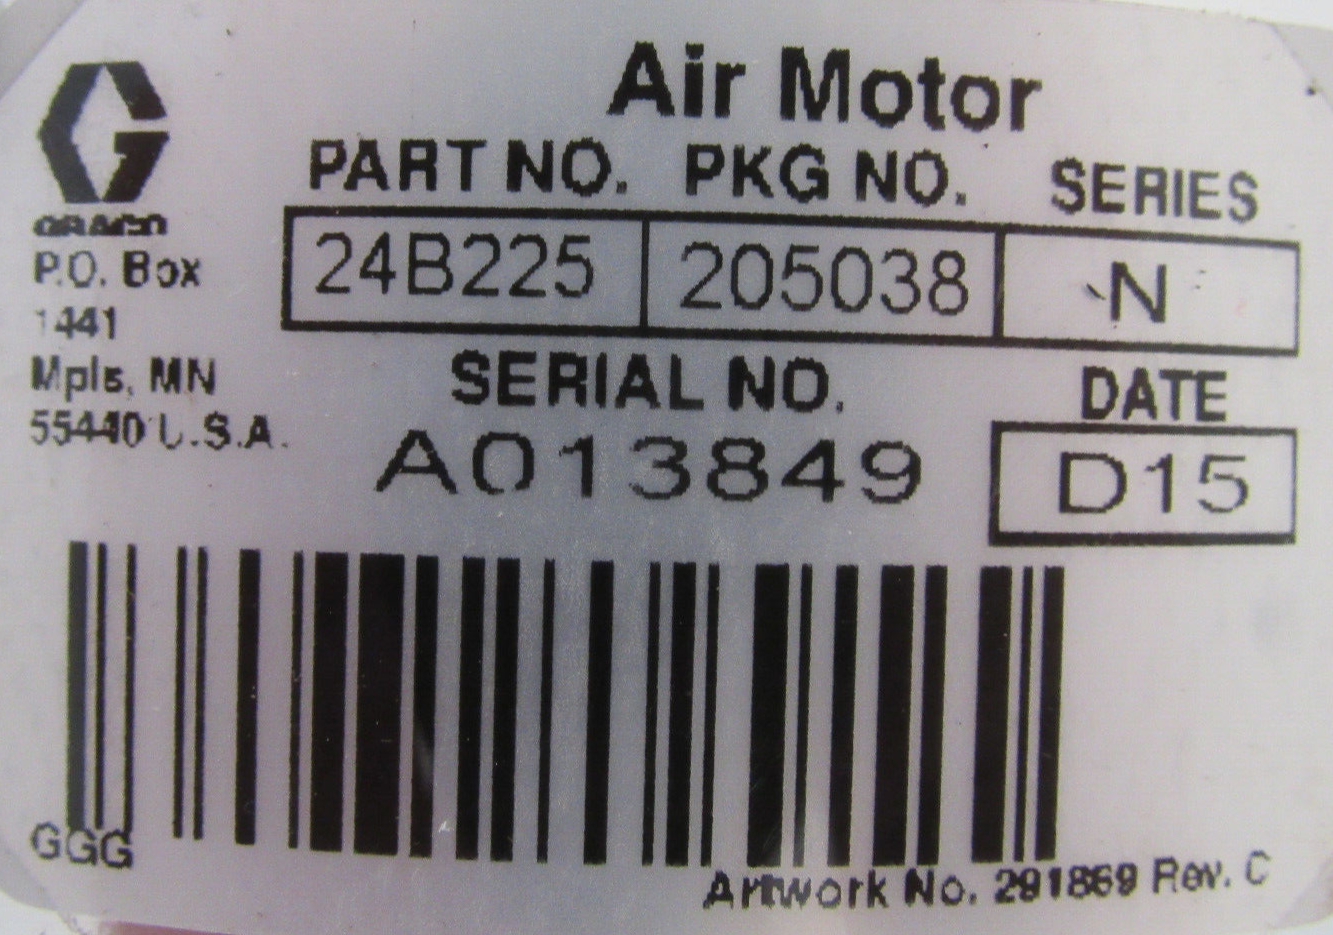 Air Motor
PART NO. PKG NO. SERIES
24B225 205038 N
GRACO
P.O. Box
1441
Mpls, MN
55440 U.S.A.
SERIAL NO. DATE
A013849 D15
GGG
Artwork No. 291869 Rev. C